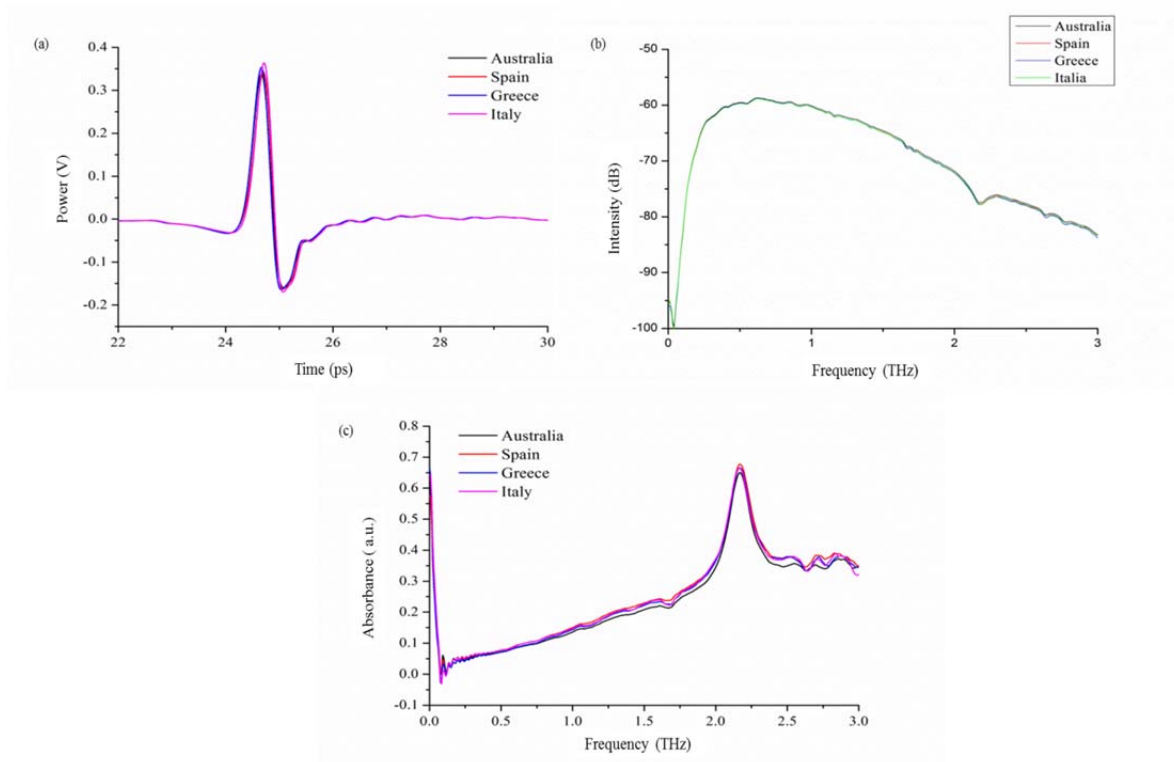 (a)
0.4
0.3
0.2
0.1
0.0
-0.1
-0.2
Power (V)
22
24
26
28
30
Time (ps)
Australia
Spain
Greece
Italy
(b)
-50
-60
-70
-80
-90
-100
Intensity (dB)
0
1
2
3
Frequency (THz)
Australia
Spain
Greece
Italia
(c)
0.8
0.7
0.6
0.5
0.4
0.3
0.2
0.1
0.0
-0.1
Absorbance ( a.u.)
0.0
0.5
1.0
1.5
2.0
2.5
3.0
Frequency (THz)
Australia
Spain
Greece
Italy